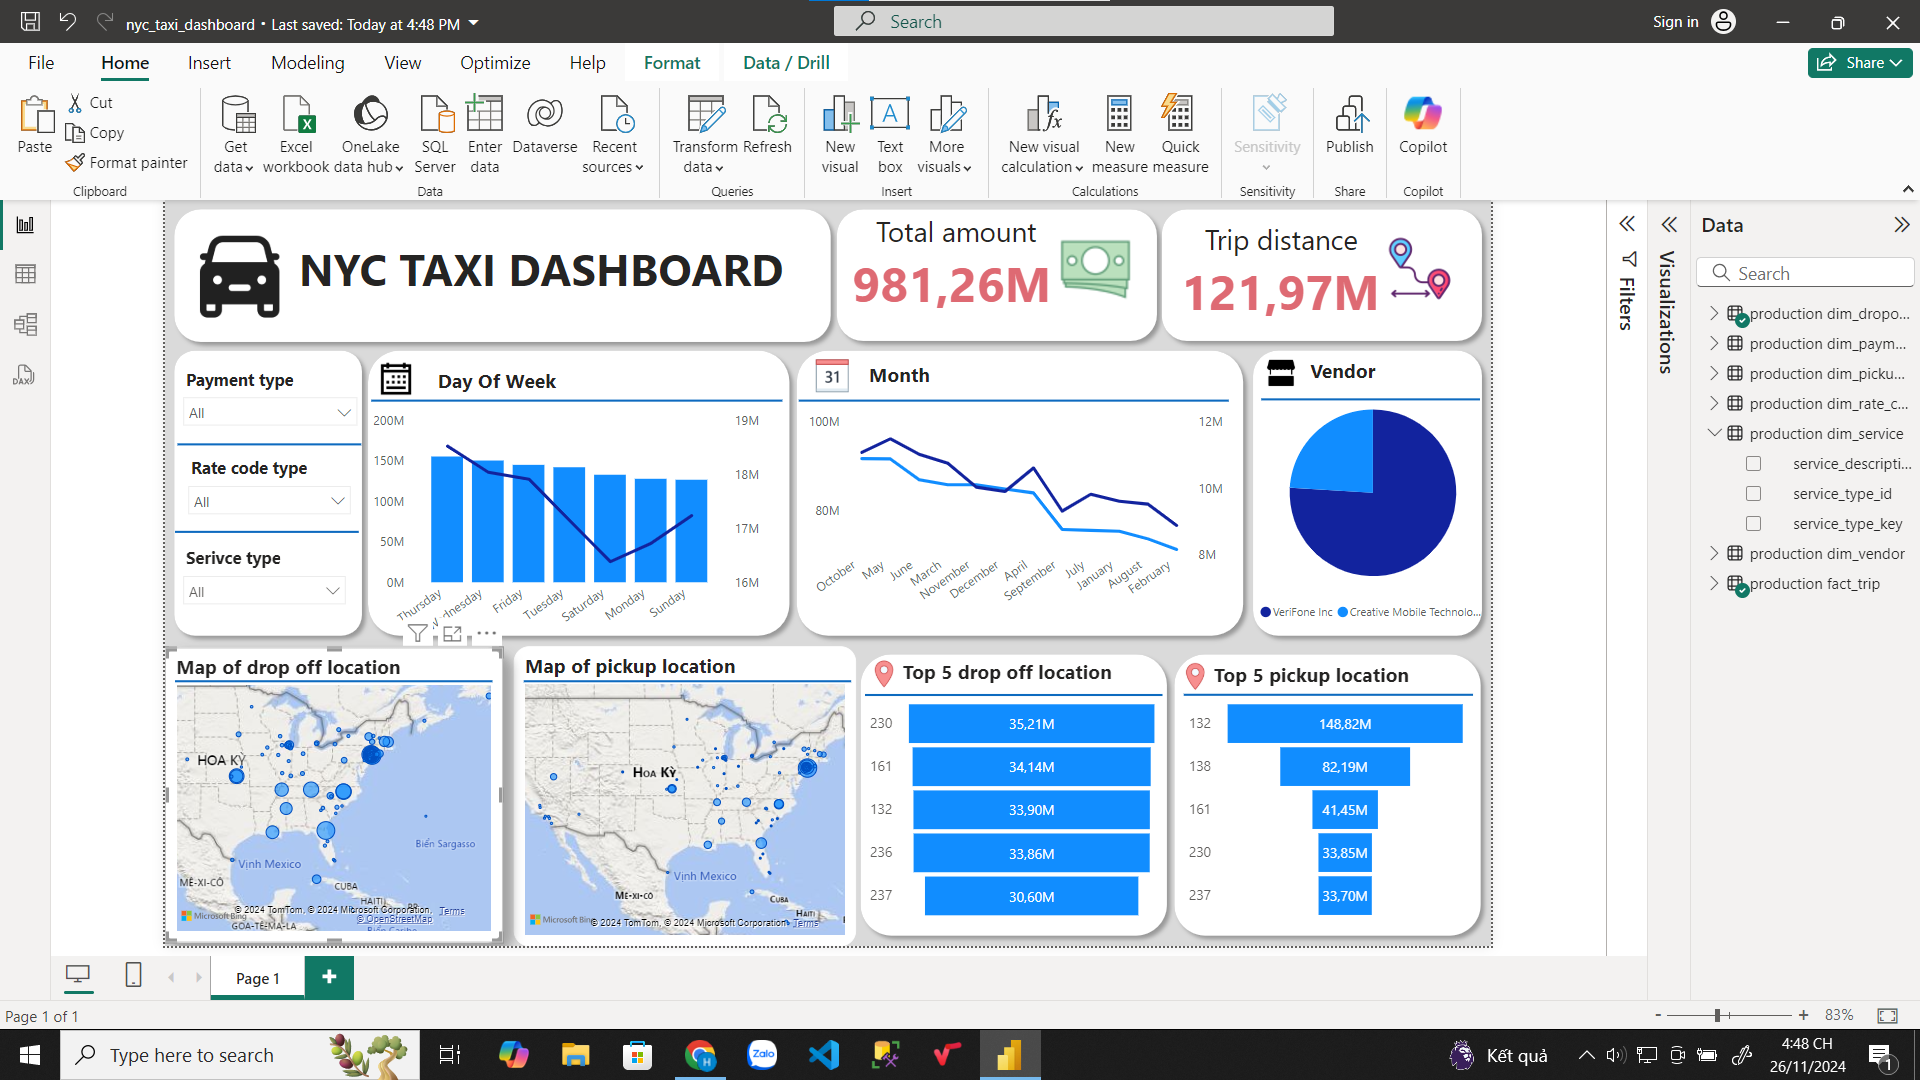 nyc_taxi_dashboard • Last saved: Today at 4:48 PM
Search
Sign in
File Home Insert Modeling View Optimize Help Format Data / Drill
Share
Paste
Cut
Copy
Format painter
Clipboard
Get data
Excel workbook
OneLake data hub
SQL Server
Enter data
Dataverse
Recent sources
Data
Transform data
Refresh
Queries
New visual
Text box
More visuals
Insert
New visual calculation
New measure
Quick measure
Calculations
Sensitivity
Sensitivity
Publish
Share
Copilot
Copilot
NYC TAXI DASHBOARD
Total amount
981,26M
Trip distance
121,97M
Payment type
All
Rate code type
All
Serivce type
All
Day Of Week
200M
150M
100M
50M
0M
19M
18M
17M
16M
Thursday
Friday
Tuesday
Saturday
Monday
Sunday
31
Month
100M
80M
12M
10M
8M
October
May
June
March
November
December
April
September
July
January
August
February
Vendor
VeriFone Inc
Creative Mobile Technolo...
Map of drop off location
HOA KỲ
Biển Sargasso
Vịnh Mexico
MÊ-XI-CÔ
CUBA
HAITI
GOA-TÊ-MA-LA
Biển Caribe
Microsoft Bing
© 2024 TomTom, © 2024 Microsoft Corporation, Terms
© OpenStreetMap
Map of pickup location
HOA KỲ
Vịnh Mexico
MÊ-XI-CÔ
CUBA
HAITI
Microsoft Bing
© 2024 TomTom, © 2024 Microsoft Corporation Terms
Top 5 drop off location
230 35,21M
161 34,14M
132 33,90M
236 33,86M
237 30,60M
Top 5 pickup location
132 148,82M
138 82,19M
161 41,45M
230 33,85M
237 33,70M
Filters
Visualizations
Data
Search
production dim_dropo...
production dim_paym...
production dim_picku...
production dim_rate_c...
production dim_service
service_descripti...
service_type_id
service_type_key
production dim_vendor
production fact_trip
Page 1
Page 1 of 1
83%
Type here to search
Zalo
Kết quả
4:48 CH
26/11/2024
1